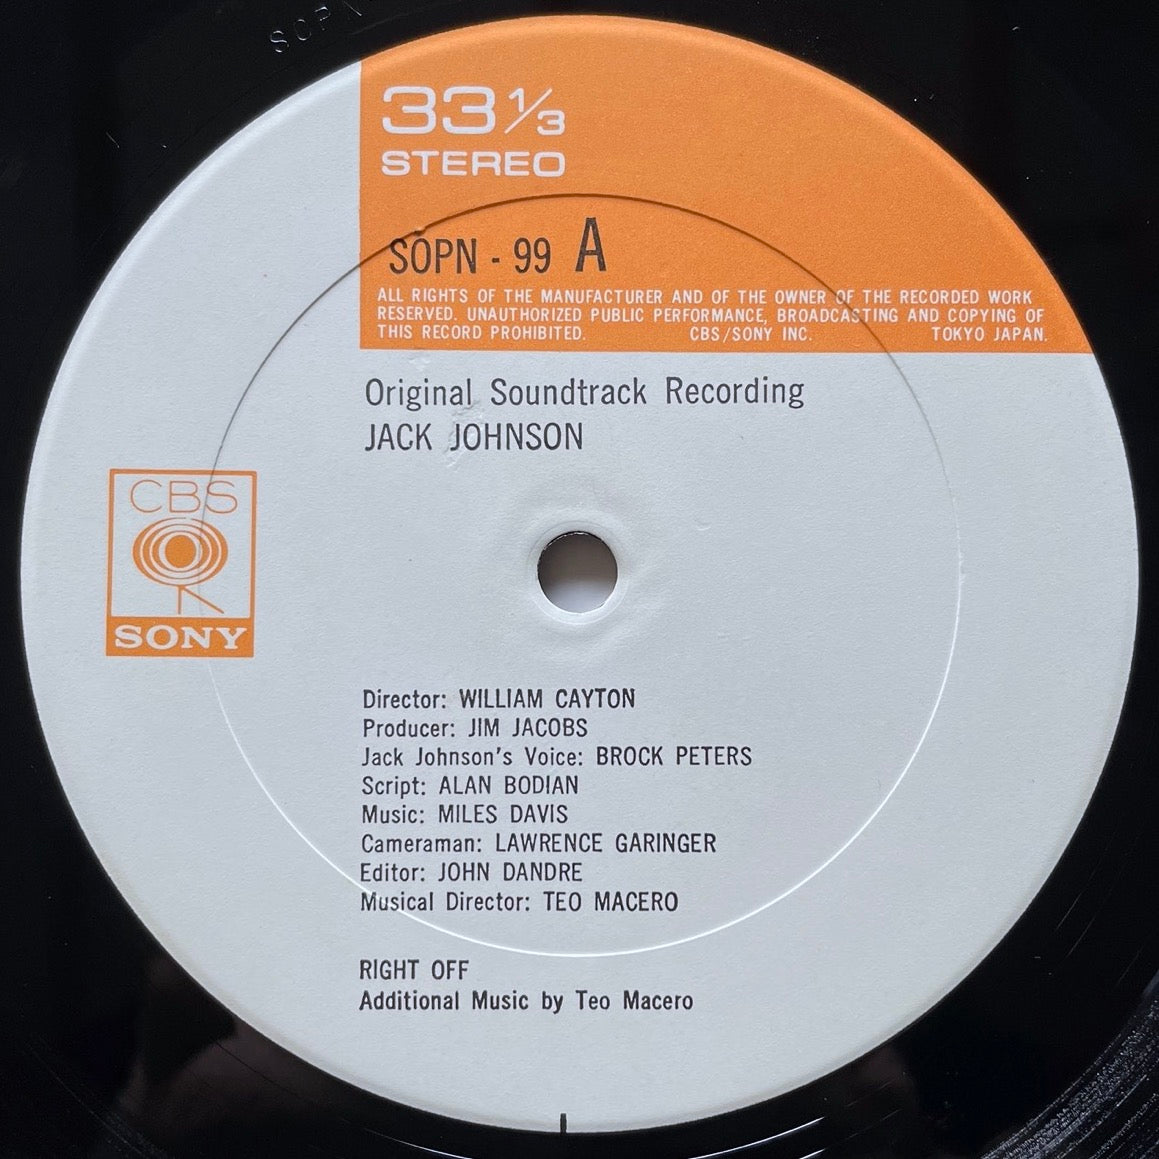 SOPN
33 1/3
STEREO
SOPN - 99 A
ALL RIGHTS OF THE MANUFACTURER AND OF THE OWNER OF THE RECORDED WORK
RESERVED. UNAUTHORIZED PUBLIC PERFORMANCE, BROADCASTING AND COPYING OF
THIS RECORD PROHIBITED. CBS/SONY INC. TOKYO JAPAN.
Original Soundtrack Recording
JACK JOHNSON
CBS
SONY
Director: WILLIAM CAYTON
Producer: JIM JACOBS
Jack Johnson's Voice: BROCK PETERS
Script: ALAN BODIAN
Music: MILES DAVIS
Cameraman: LAWRENCE GARINGER
Editor: JOHN DANDRE
Musical Director: TEO MACERO
RIGHT OFF
Additional Music by Teo Macero